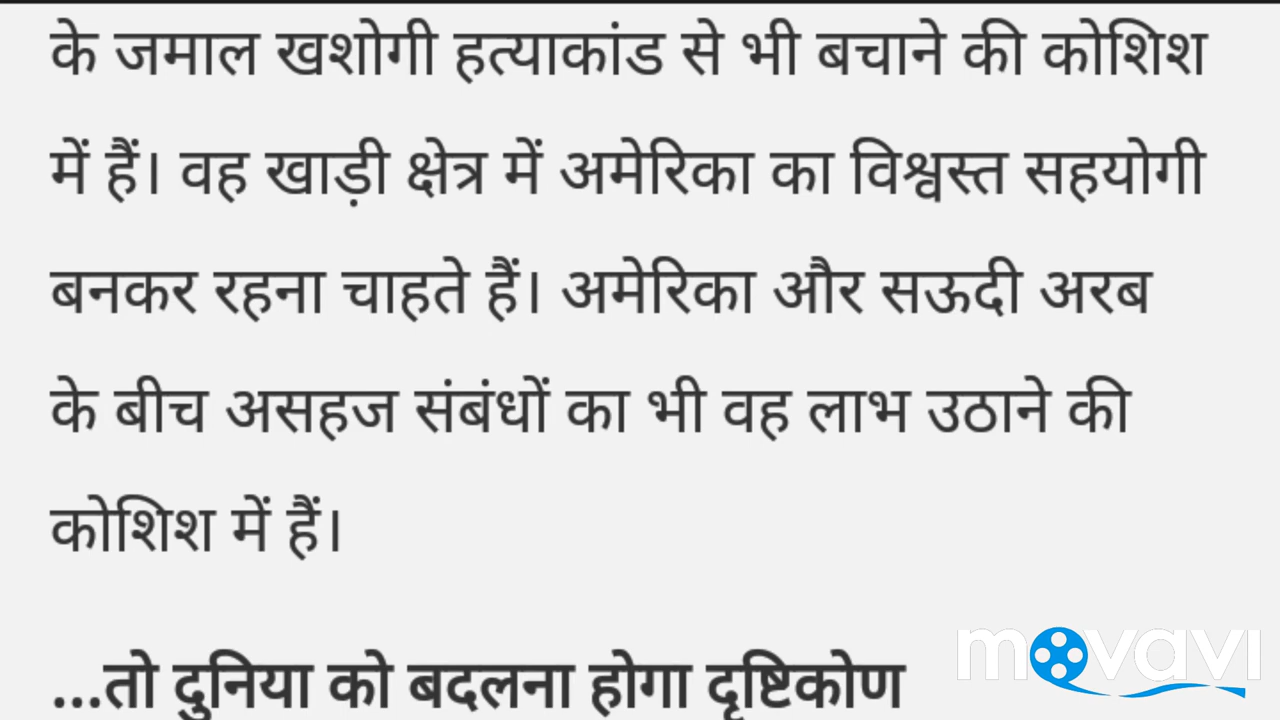 के जमाल खशोगी हत्याकांड से भी बचाने की कोशिश
में हैं। वह खाड़ी क्षेत्र में अमेरिका का विश्वस्त सहयोगी
बनकर रहना चाहते हैं। अमेरिका और सऊदी अरब
के बीच असहज संबंधों का भी वह लाभ उठाने की
कोशिश में हैं।
...तो दुनिया को बदलना होगा दृष्टिकोण
movavi